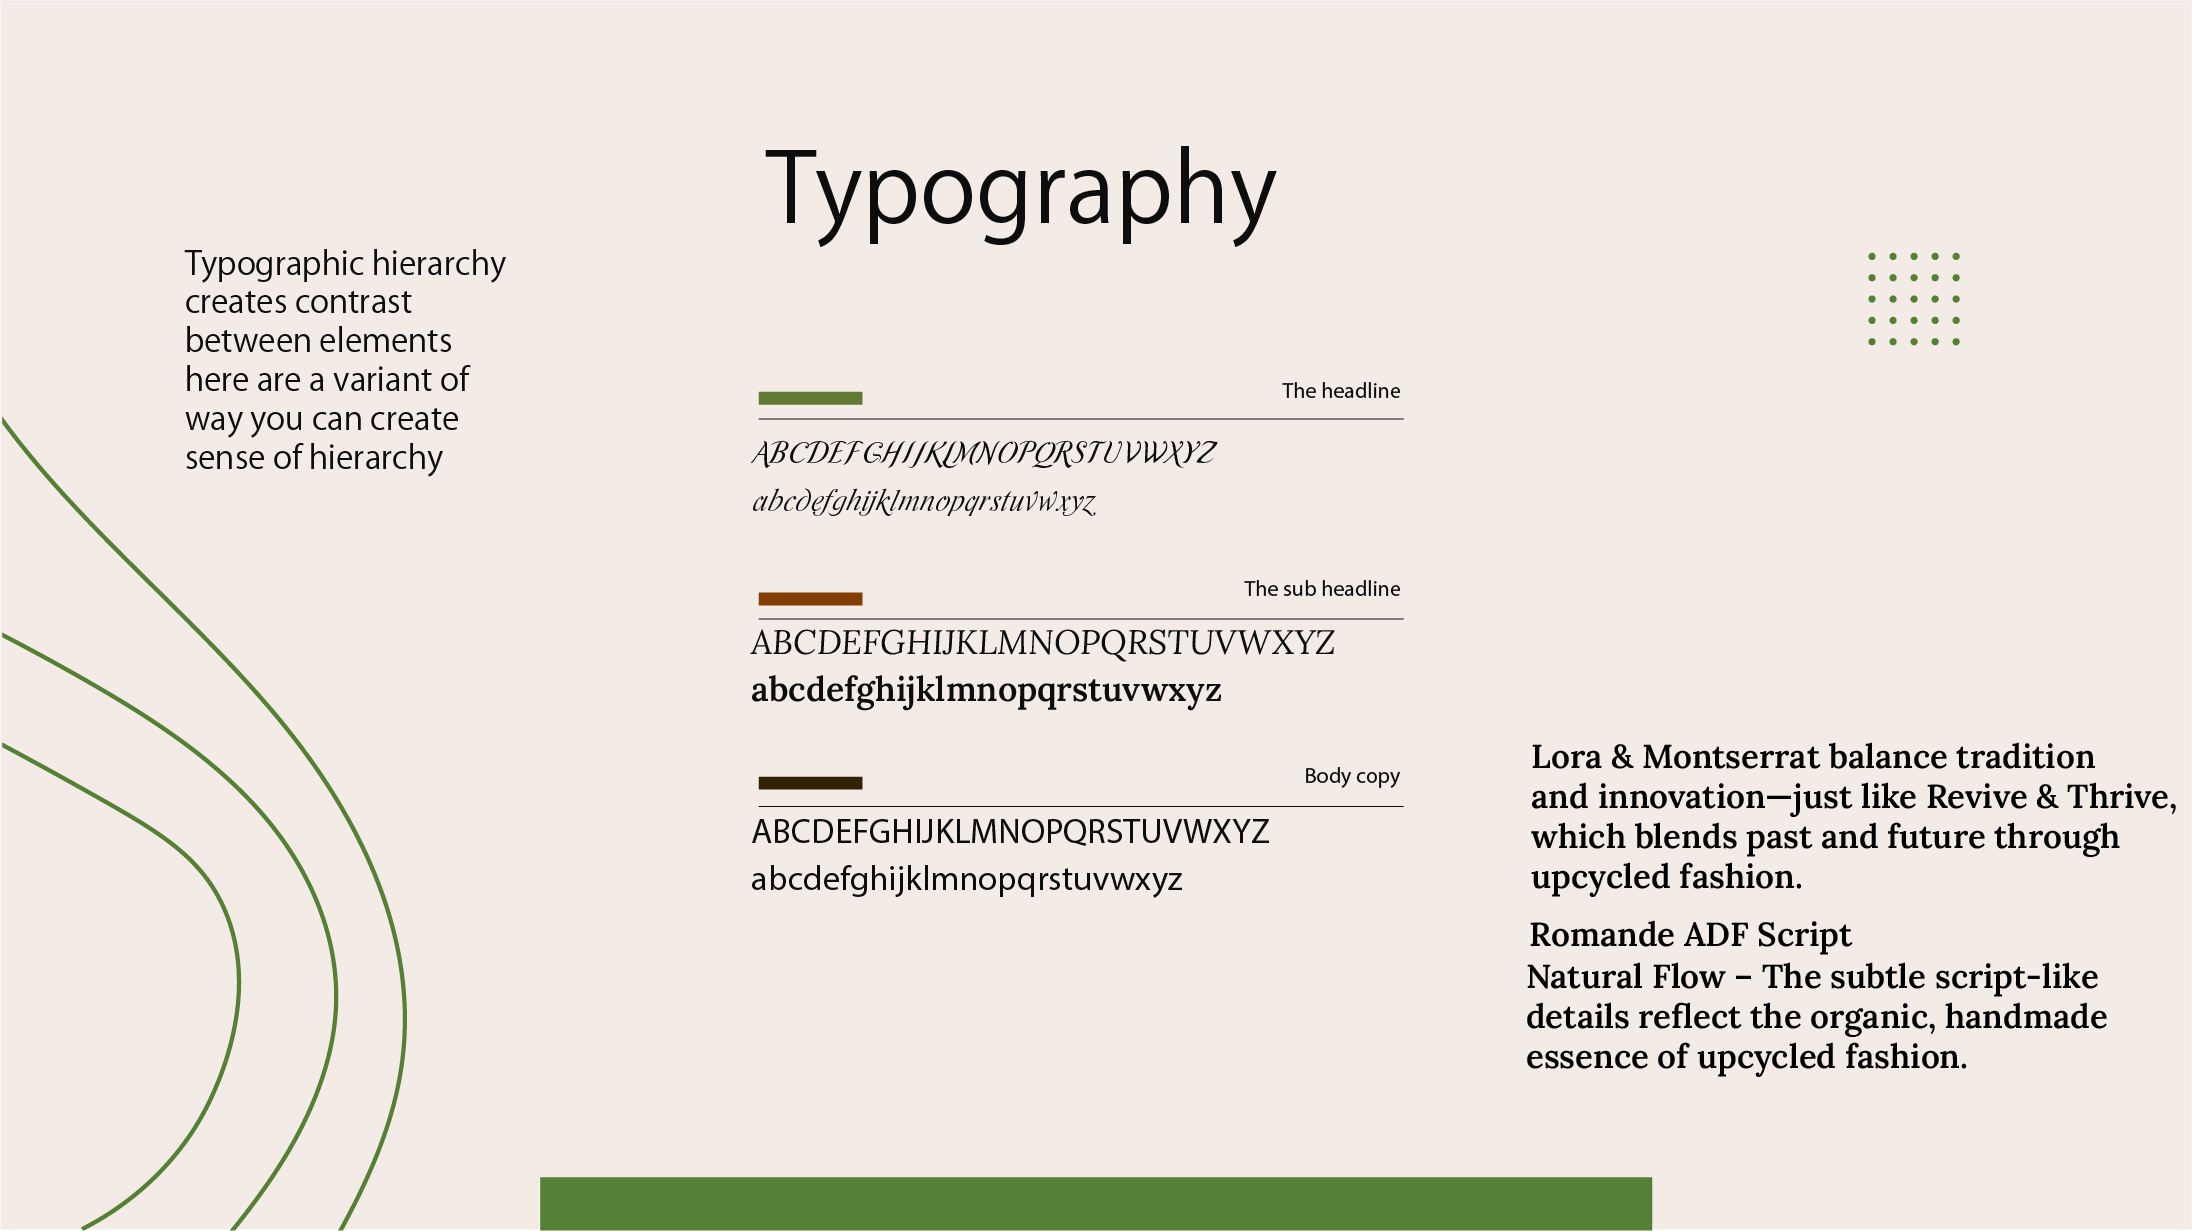 Typography
Typographic hierarchy
creates contrast
between elements
here are a variant of
way you can create
sense of hierarchy
The headline
ABCDEFGHIJKLMNOPQRSTUVWXYZ
abcdefghijklmnopqrstuvwxyz
The sub headline
ABCDEFGHIJKLMNOPQRSTUVWXYZ
abcdefghijklmnopqrstuvwxyz
Body copy
ABCDEFGHIJKLMNOPQRSTUVWXYZ
abcdefghijklmnopqrstuvwxyz
Lora & Montserrat balance tradition
and innovation—just like Revive & Thrive,
which blends past and future through
upcycled fashion.
Romande ADF Script
Natural Flow – The subtle script-like
details reflect the organic, handmade
essence of upcycled fashion.